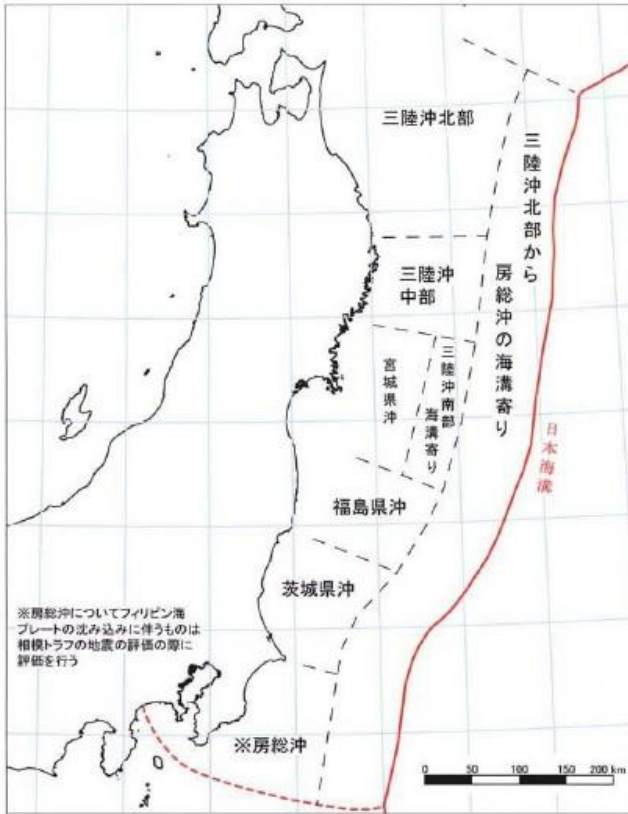 三陸沖北部
三陸沖北部から
房総沖の海溝寄り
三陸沖
中部
宮城県沖
三陸沖南部
海溝寄り
日本海溝
福島県沖
茨城県沖
※房総沖についてフィリピン海
プレートの沈み込みに伴うものは
相模トラフの地震の評価の際に
評価を行う
※房総沖
0 50 100 150 200 km